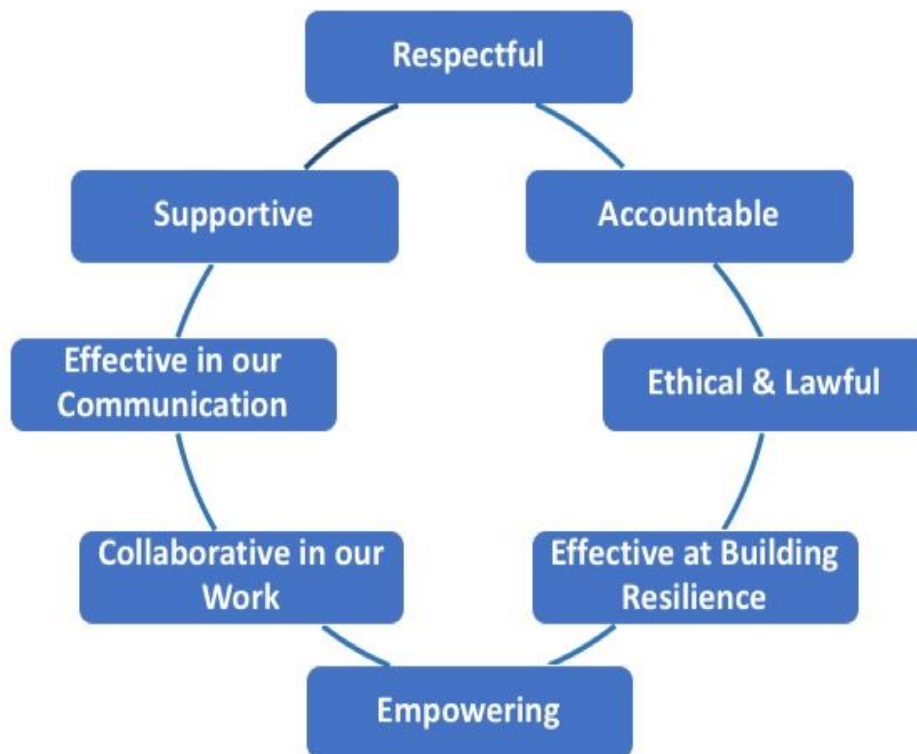 Respectful
Supportive
Accountable
Effective in our
Communication
Ethical & Lawful
Collaborative in our
Work
Effective at Building
Resilience
Empowering